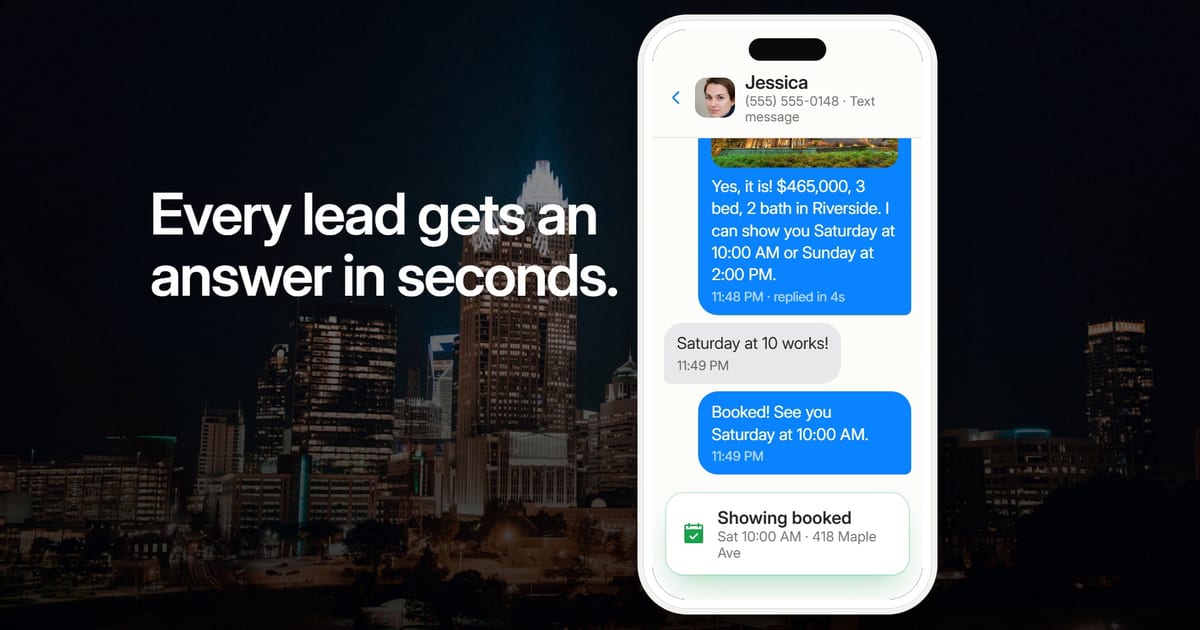 Every lead gets an
answer in seconds.
Jessica
(555) 555-0148 · Text
message
Yes, it is! $465,000, 3
bed, 2 bath in Riverside. I
can show you Saturday at
10:00 AM or Sunday at
2:00 PM.
11:48 PM · replied in 4s
Saturday at 10 works!
11:49 PM
Booked! See you
Saturday at 10:00 AM.
11:49 PM
Showing booked
Sat 10:00 AM · 418 Maple
Ave